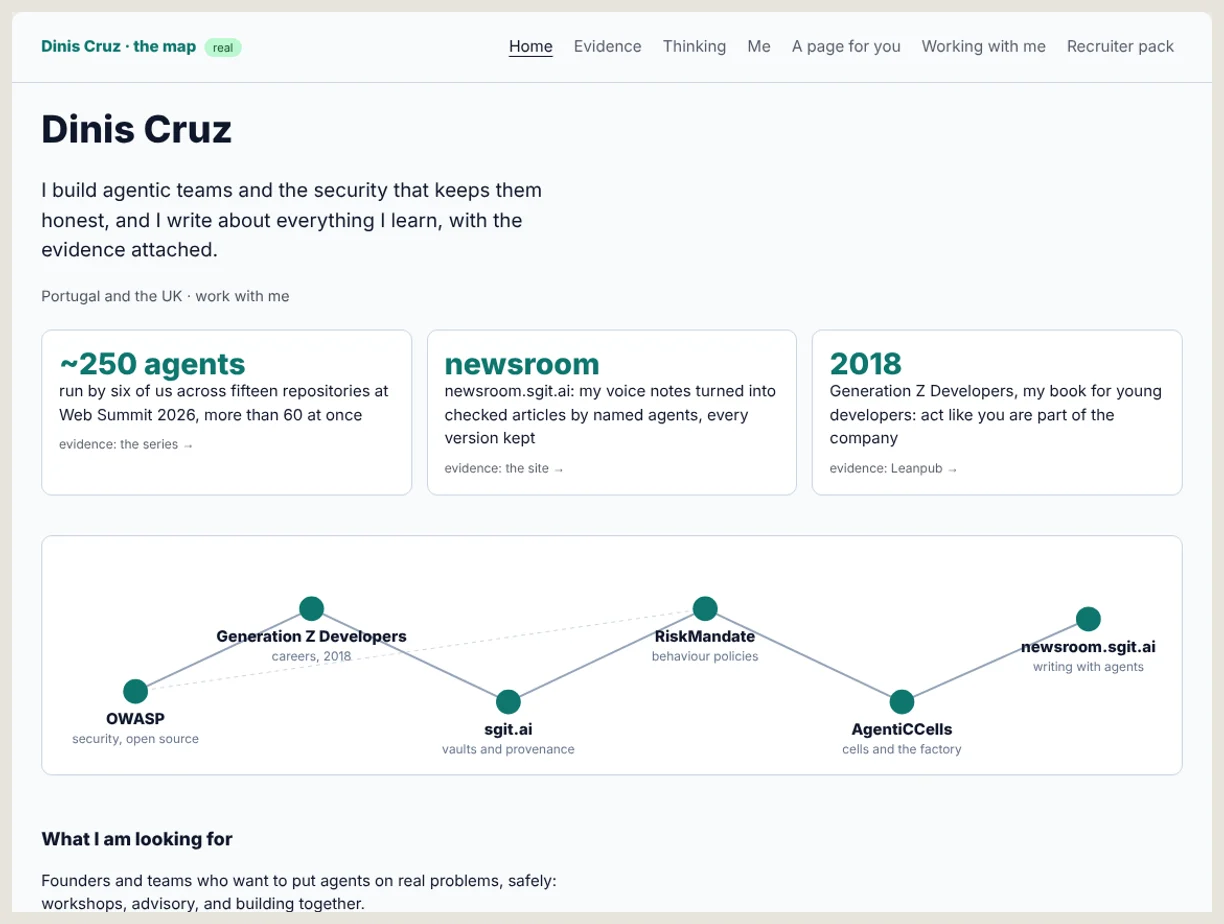 Dinis Cruz · the map real
Home Evidence Thinking Me A page for you Working with me Recruiter pack
Dinis Cruz
I build agentic teams and the security that keeps them
honest, and I write about everything I learn, with the
evidence attached.
Portugal and the UK · work with me
~250 agents
run by six of us across fifteen repositories at
Web Summit 2026, more than 60 at once
evidence: the series →
newsroom
newsroom.sgit.ai: my voice notes turned into
checked articles by named agents, every
version kept
evidence: the site →
2018
Generation Z Developers, my book for young
developers: act like you are part of the
company
evidence: Leanpub →
Generation Z Developers
careers, 2018
RiskMandate
behaviour policies
newsroom.sgit.ai
writing with agents
OWASP
security, open source
sgit.ai
vaults and provenance
AgentiCCells
cells and the factory
What I am looking for
Founders and teams who want to put agents on real problems, safely:
workshops, advisory, and building together.